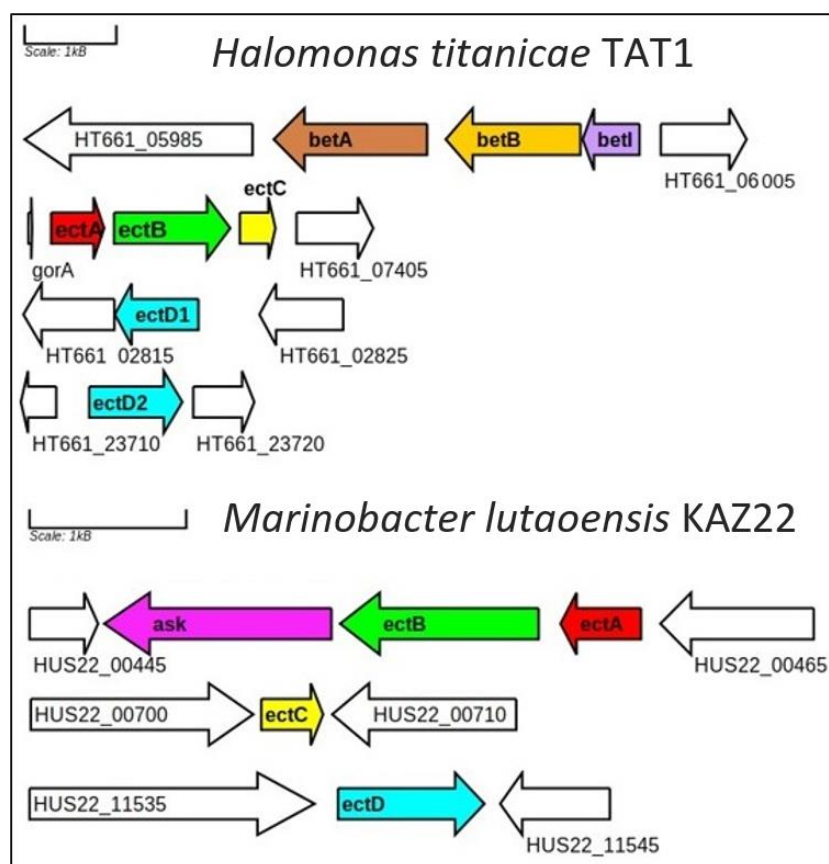 Scale: 1kB
Halomonas titanicae TAT1
HT661_05985
betA
betB
betI
HT661_06005
ectC
ectA
ectB
gorA
HT661_07405
ectD1
HT661 02815
HT661_02825
ectD2
HT661_23710
HT661_23720
Marinobacter lutaoensis KAZ22
Scale: 1kB
ask
ectB
ectA
HUS22_00445
HUS22_00465
HUS22_00700
ectC
HUS22_00710
HUS22_11535
ectD
HUS22_11545